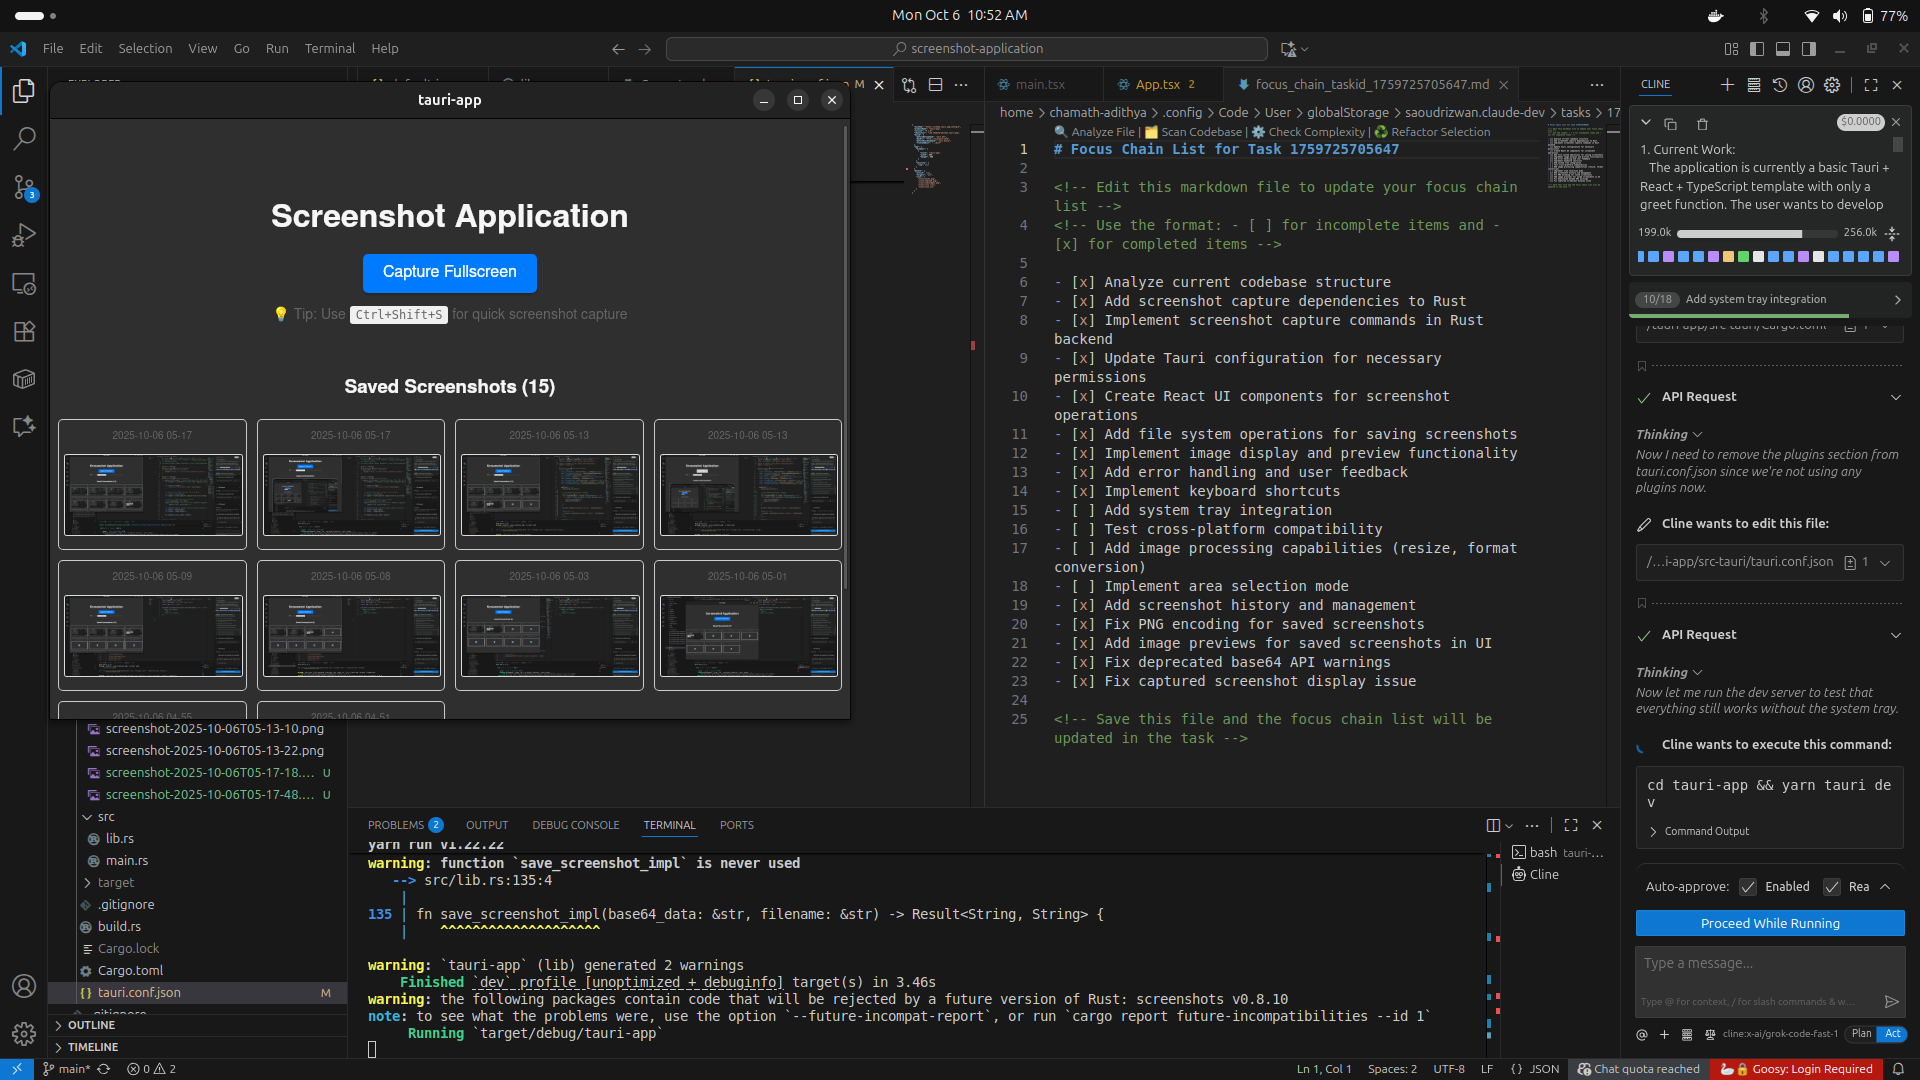 Mon Oct 6 10:52 AM
77%
File Edit Selection View Go Run Terminal Help
screenshot-application
tauri-app
Screenshot Application
Capture Fullscreen
💡 Tip: Use Ctrl+Shift+S for quick screenshot capture
Saved Screenshots (15)
2025-10-06 05-17
2025-10-06 05-17
2025-10-06 05-13
2025-10-06 05-13
2025-10-06 05-09
2025-10-06 05-08
2025-10-06 05-03
2025-10-06 05-01
screenshot-2025-10-06T05-13-10.png
screenshot-2025-10-06T05-13-22.png
screenshot-2025-10-06T05-17-18.... U
screenshot-2025-10-06T05-17-48.... U
src
lib.rs
main.rs
target
.gitignore
build.rs
Cargo.lock
Cargo.toml
tauri.conf.json M
OUTLINE
TIMELINE
M
main.tsx
App.tsx 2
focus_chain_taskid_1759725705647.md
home > chamath-adithya > .config > Code > User > globalStorage > saoudrizwan.claude-dev > tasks > 17
Analyze File | Scan Codebase | Check Complexity | Refactor Selection
1 # Focus Chain List for Task 1759725705647
2
3 <!-- Edit this markdown file to update your focus chain
list -->
4 <!-- Use the format: - [ ] for incomplete items and -
[x] for completed items -->
5
6 - [x] Analyze current codebase structure
7 - [x] Add screenshot capture dependencies to Rust
8 - [x] Implement screenshot capture commands in Rust
backend
9 - [x] Update Tauri configuration for necessary
permissions
10 - [x] Create React UI components for screenshot
operations
11 - [x] Add file system operations for saving screenshots
12 - [x] Implement image display and preview functionality
13 - [x] Add error handling and user feedback
14 - [x] Implement keyboard shortcuts
15 - [ ] Add system tray integration
16 - [ ] Test cross-platform compatibility
17 - [ ] Add image processing capabilities (resize, format
conversion)
18 - [ ] Implement area selection mode
19 - [x] Add screenshot history and management
20 - [x] Fix PNG encoding for saved screenshots
21 - [x] Add image previews for saved screenshots in UI
22 - [x] Fix deprecated base64 API warnings
23 - [x] Fix captured screenshot display issue
24
25 <!-- Save this file and the focus chain list will be
updated in the task -->
PROBLEMS 2 OUTPUT DEBUG CONSOLE TERMINAL PORTS
yarn run v1.22.22
warning: function `save_screenshot_impl` is never used
--> src/lib.rs:135:4
|
135 | fn save_screenshot_impl(base64_data: &str, filename: &str) -> Result<String, String> {
| ^^^^^^^^^^^^^^^^^^^^
warning: `tauri-app` (lib) generated 2 warnings
Finished `dev` profile [unoptimized + debuginfo] target(s) in 3.46s
warning: the following packages contain code that will be rejected by a future version of Rust: screenshots v0.8.10
note: to see what the problems were, use the option `--future-incompat-report`, or run `cargo report future-incompatibilities --id 1`
Running `target/debug/tauri-app`
bash tauri-...
Cline
CLINE
$0.0000
1. Current Work:
The application is currently a basic Tauri +
React + TypeScript template with only a
greet function. The user wants to develop
199.0k 256.0k
10/18 Add system tray integration
API Request
Thinking
Now I need to remove the plugins section from
tauri.conf.json since we're not using any
plugins now.
Cline wants to edit this file:
/...i-app/src-tauri/tauri.conf.json 1
API Request
Thinking
Now let me run the dev server to test that
everything still works without the system tray.
Cline wants to execute this command:
cd tauri-app && yarn tauri de
v
Command Output
Auto-approve: Enabled Rea
Proceed While Running
Type a message...
Type @ for context, / for slash commands & w...
cline:x-ai/grok-code-fast-1 Plan Act
main* 0 2
Ln 1, Col 1 Spaces: 2 UTF-8 LF {} JSON Chat quota reached Goosy: Login Required
3